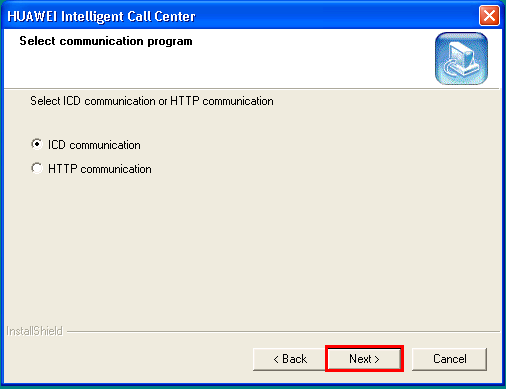 HUAWEI Intelligent Call Center
Select communication program
Select ICD communication or HTTP communication
ICD communication
HTTP communication
InstallShield
< Back
Next >
Cancel